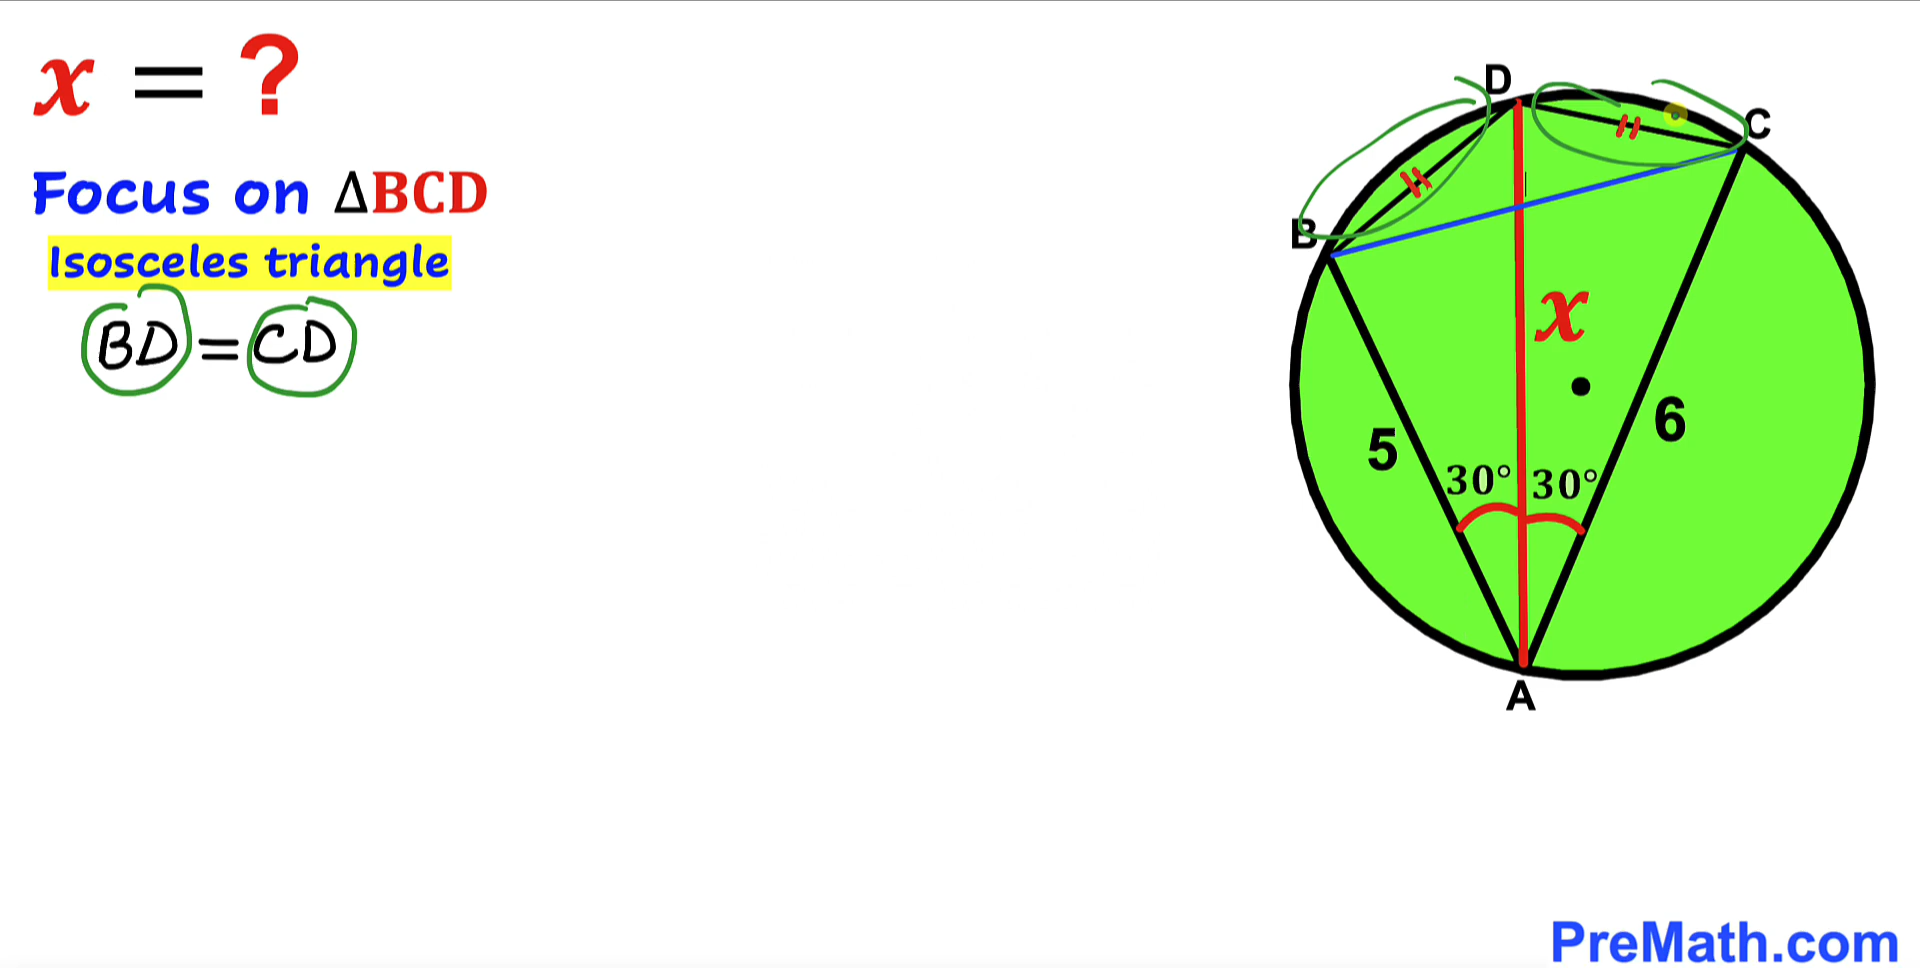 x = ?
Focus on ΔBCD
Isosceles triangle
BD = CD
D
C
B
x
5
6
30° 30°
A
PreMath.com